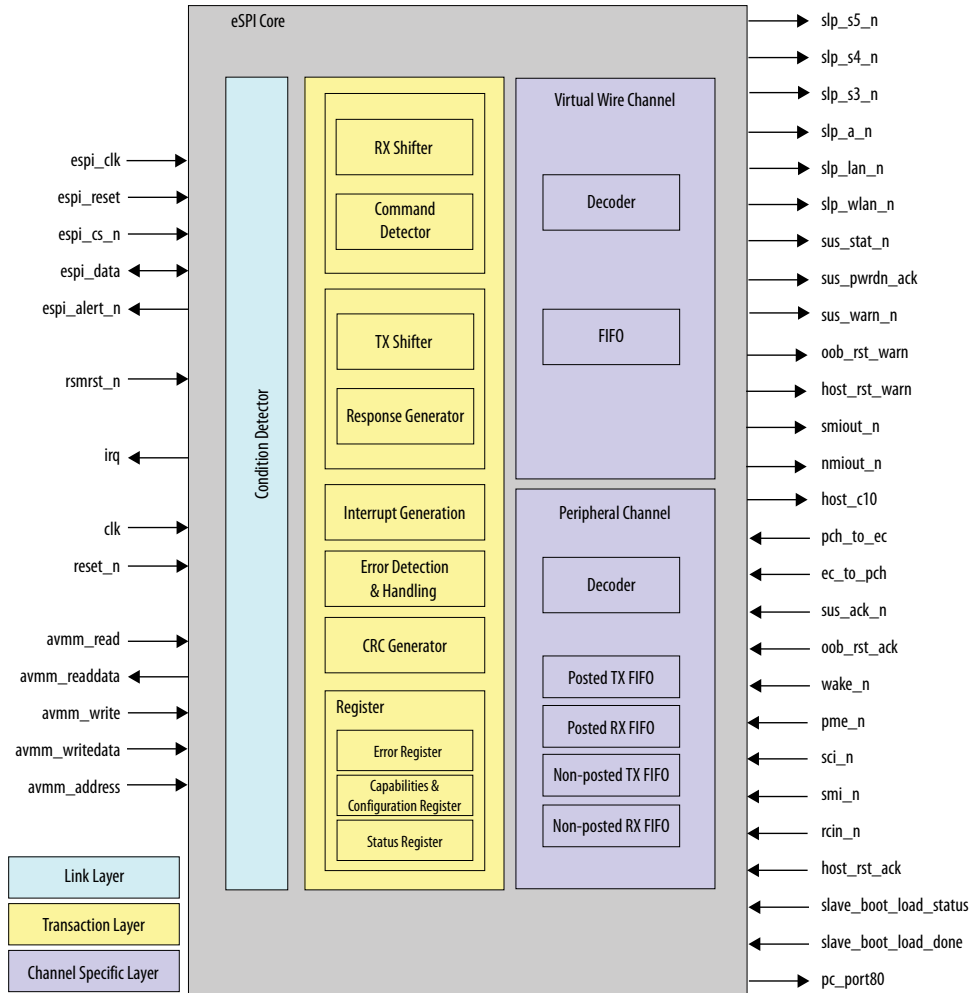 eSPI Core
espi_clk
espi_reset
espi_cs_n
espi_data
espi_alert_n
rsmrst_n
irq
clk
reset_n
avmm_read
avmm_readdata
avmm_write
avmm_writedata
avmm_address
Link Layer
Transaction Layer
Channel Specific Layer
Condition Detector
RX Shifter
Command
Detector
TX Shifter
Response Generator
Interrupt Generation
Error Detection
& Handling
CRC Generator
Register
Error Register
Capabilities &
Configuration Register
Status Register
Virtual Wire Channel
Decoder
FIFO
Peripheral Channel
Decoder
Posted TX FIFO
Posted RX FIFO
Non-posted TX FIFO
Non-posted RX FIFO
slp_s5_n
slp_s4_n
slp_s3_n
slp_a_n
slp_lan_n
slp_wlan_n
sus_stat_n
sus_pwrdn_ack
sus_warn_n
oob_rst_warn
host_rst_warn
smiout_n
nmiout_n
host_c10
pch_to_ec
ec_to_pch
sus_ack_n
oob_rst_ack
wake_n
pme_n
sci_n
smi_n
rcin_n
host_rst_ack
slave_boot_load_status
slave_boot_load_done
pc_port80